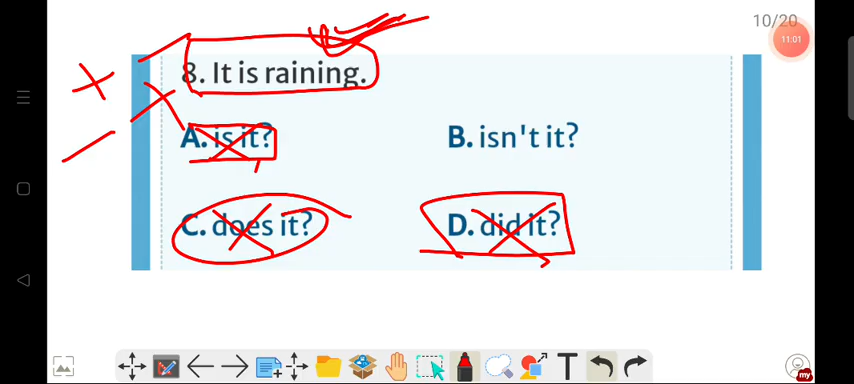 10/20
11:01
8. It is raining.
A. is it?
B. isn't it?
C. does it?
D. did it?
T
my